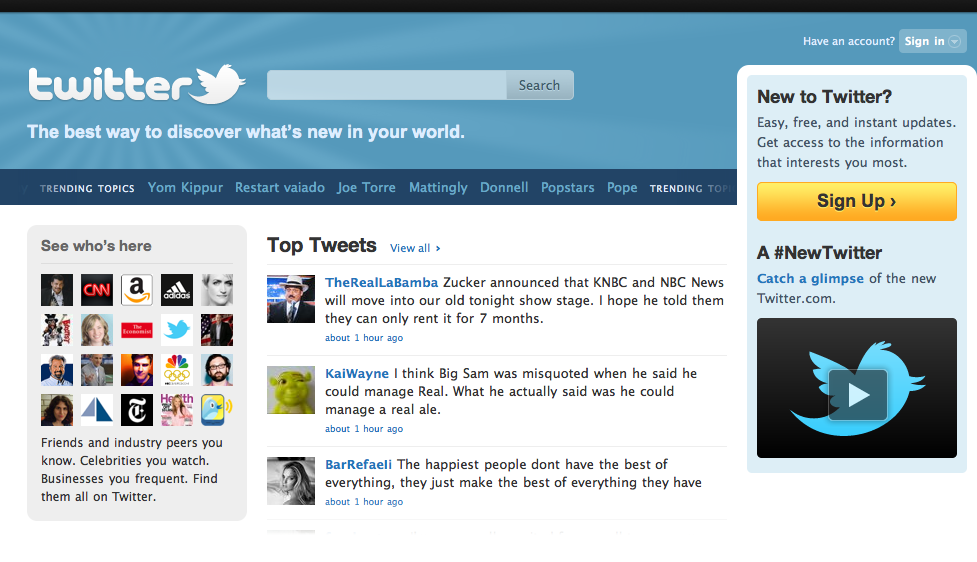 Have an account? Sign in
twitter
Search
The best way to discover what's new in your world.
TRENDING TOPICS Yom Kippur Restart vaiado Joe Torre Mattingly Donnell Popstars Pope TRENDING TOPI
New to Twitter?
Easy, free, and instant updates.
Get access to the information
that interests you most.
Sign Up ›
A #NewTwitter
Catch a glimpse of the new
Twitter.com.
See who's here
CNN
a
adidas
The Economist
Health
Friends and industry peers you
know. Celebrities you watch.
Businesses you frequent. Find
them all on Twitter.
Top Tweets View all ›
TheRealLaBamba Zucker announced that KNBC and NBC News
will move into our old tonight show stage. I hope he told them
they can only rent it for 7 months.
about 1 hour ago
KaiWayne I think Big Sam was misquoted when he said he
could manage Real. What he actually said was he could
manage a real ale.
about 1 hour ago
BarRefaeli The happiest people dont have the best of
everything, they just make the best of everything they have
about 1 hour ago